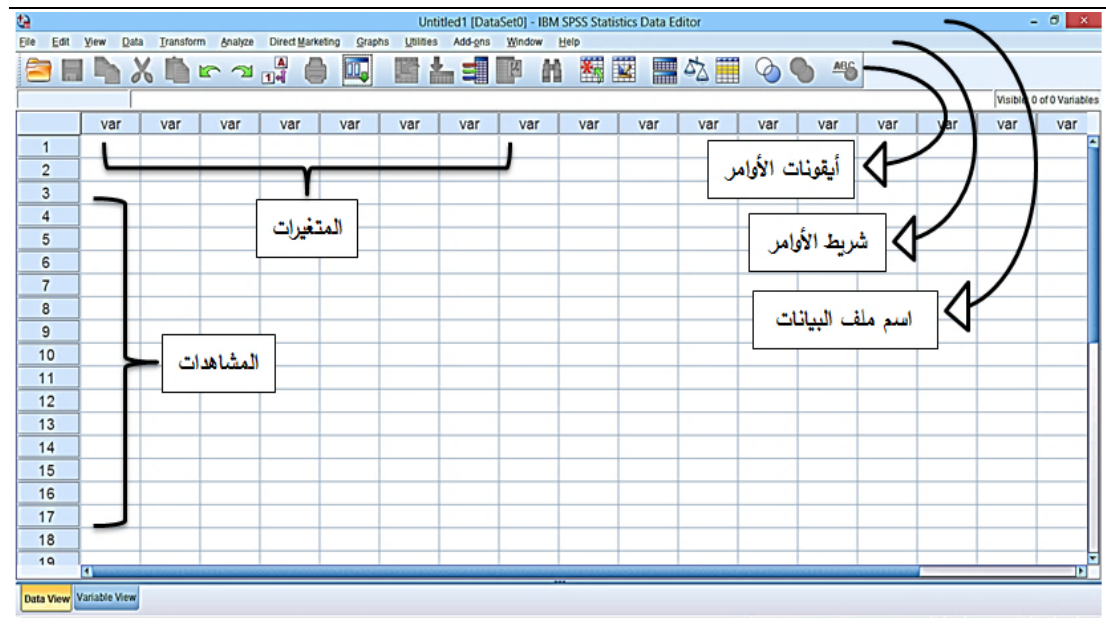 Untitled1 [DataSet0] - IBM SPSS Statistics Data Editor
File Edit View Data Transform Analyze Direct Marketing Graphs Utilities Add-ons Window Help
Visible: 0 of 0 Variables
var var var var var var var var var var var var var var var var var
1
2
أيقونات الأوامر
3
4
المتغيرات
5
شريط الأوامر
6
7
8
اسم ملف البيانات
9
10
المشاهدات
11
12
13
14
15
16
17
18
19
Data View Variable View